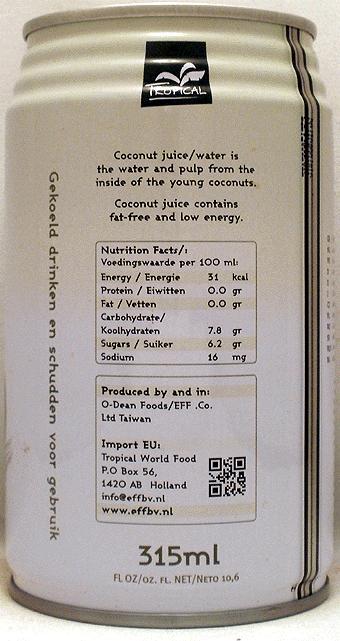 TROPICAL
Coconut juice/water is
the water and pulp from the
inside of the young coconuts.
Coconut juice contains
fat-free and low energy.
Gekoeld drinken en schudden voor gebruik
Nutrition Facts/:
Voedingswaarde per 100 ml:
Energy / Energie 31 kcal
Protein / Eiwitten 0.0 gr
Fat / Vetten 0.0 gr
Carbohydrate/
Koolhydraten 7.8 gr
Sugars / Suiker 6.2 gr
Sodium 16 mg
Produced by and in:
O-Dean Foods/EFF .Co.
Ltd Taiwan
Import EU:
Tropical World Food
P.O Box 56,
1420 AB Holland
info@effbv.nl
www.effbv.nl
315ml
FL OZ/OZ. FL. NET/NETO 10,6